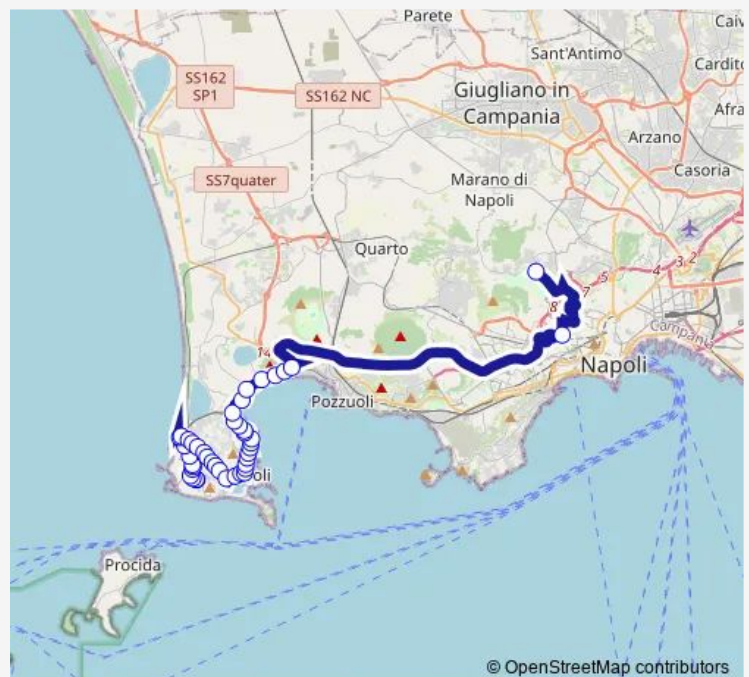 Parete
Caiv
Sant'Antimo
Cardito
SS162
SP1
SS162 NC
Giugliano in
Campania
Afra
Arzano
Casoria
SS7quater
Marano di
Napoli
Quarto
4 3 2
5
7
8
Campania
14
Napoli
Pozzuoli
oli
Procida
© OpenStreetMap contributors